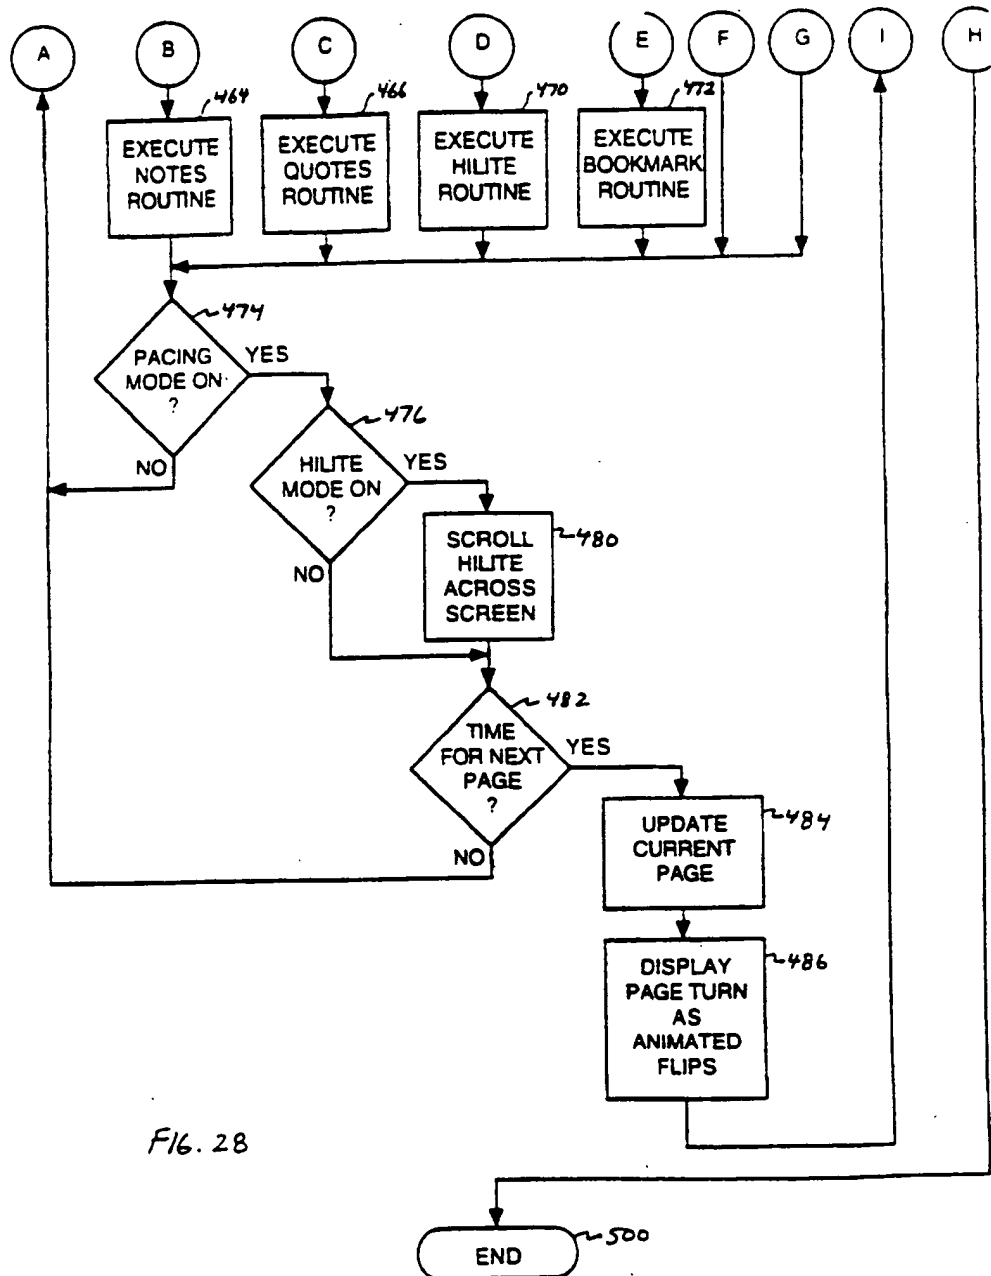 A B C D E F G I H
464 466 470 472
EXECUTE
NOTES
ROUTINE
EXECUTE
QUOTES
ROUTINE
EXECUTE
HILITE
ROUTINE
EXECUTE
BOOKMARK
ROUTINE
474
PACING
MODE ON
?
YES
NO
476
HILITE
MODE ON
?
YES
NO
480
SCROLL
HILITE
ACROSS
SCREEN
482
TIME
FOR NEXT
PAGE
?
YES
NO
484
UPDATE
CURRENT
PAGE
486
DISPLAY
PAGE TURN
AS
ANIMATED
FLIPS
FIG. 28
500
END